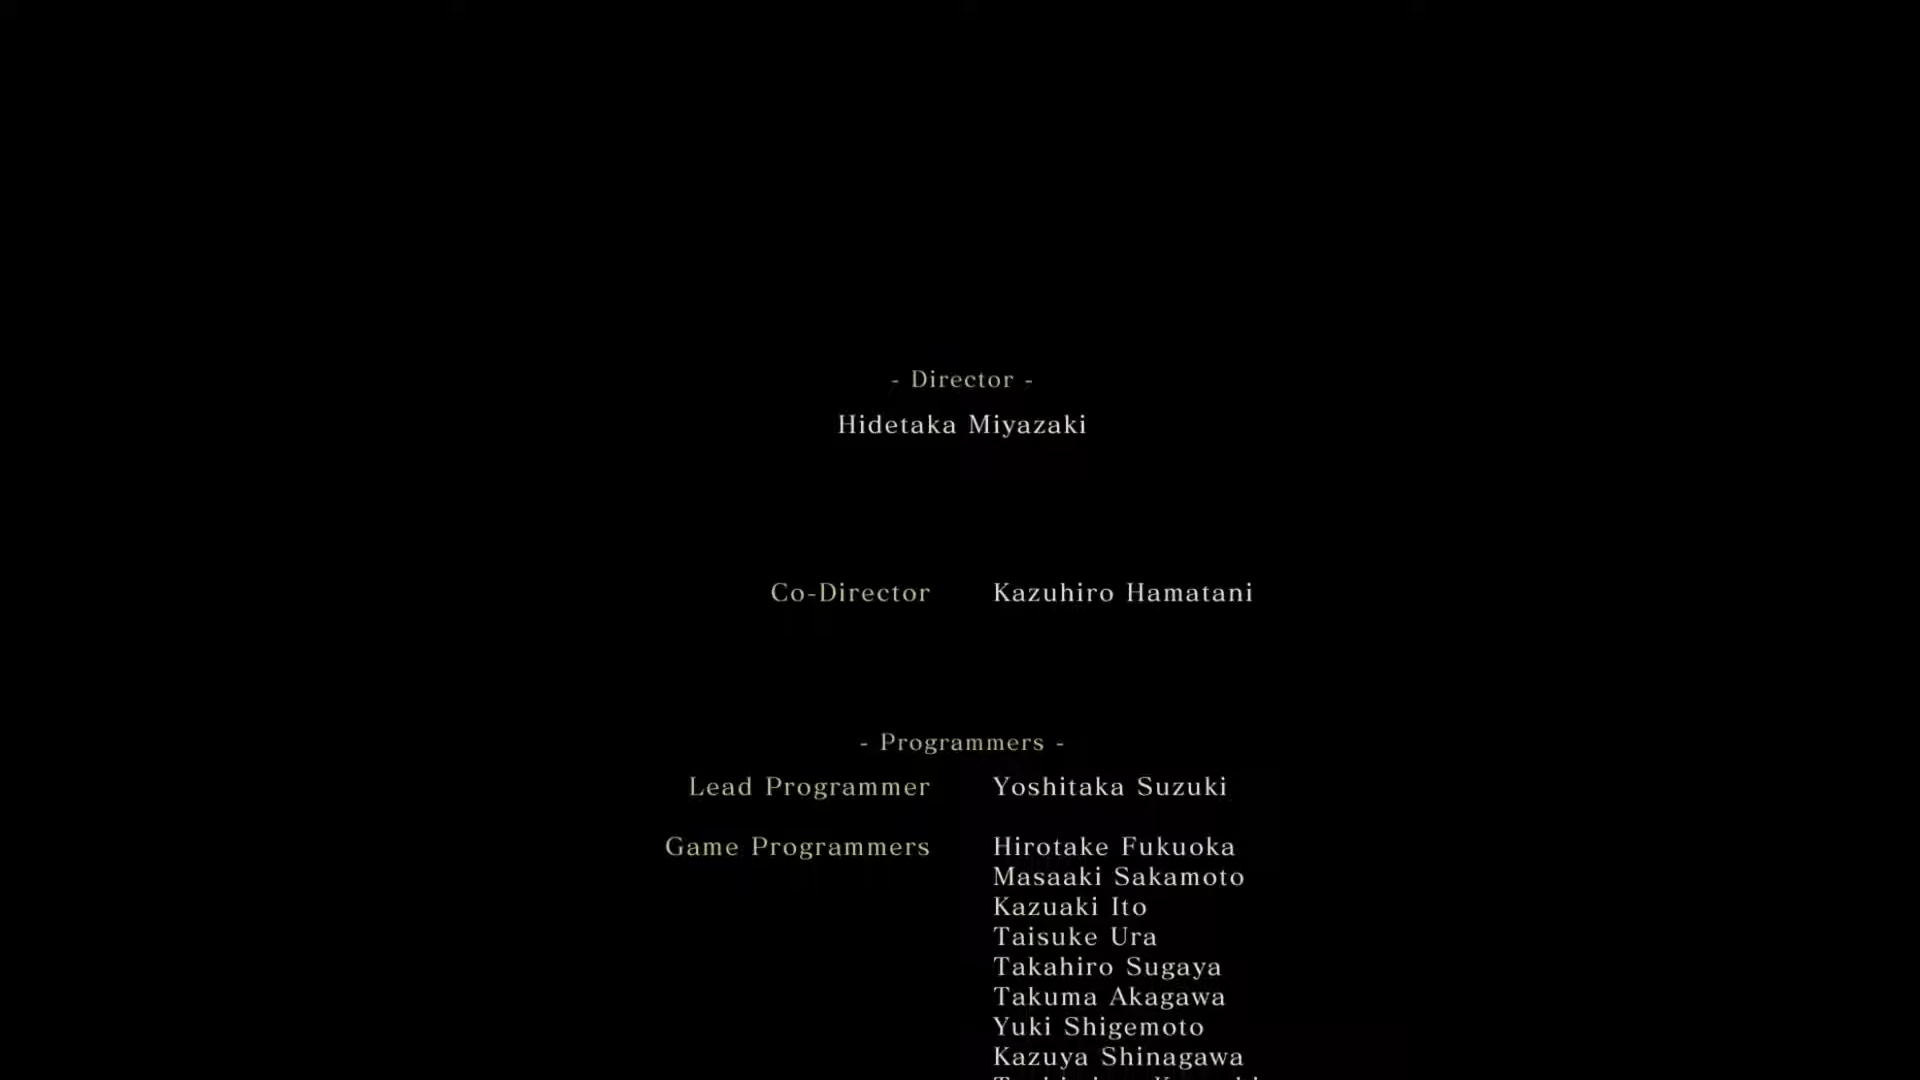 - Director -
Hidetaka Miyazaki
Co-Director Kazuhiro Hamatani
- Programmers -
Lead Programmer Yoshitaka Suzuki
Game Programmers Hirotake Fukuoka
Masaaki Sakamoto
Kazuaki Ito
Taisuke Ura
Takahiro Sugaya
Takuma Akagawa
Yuki Shigemoto
Kazuya Shinagawa